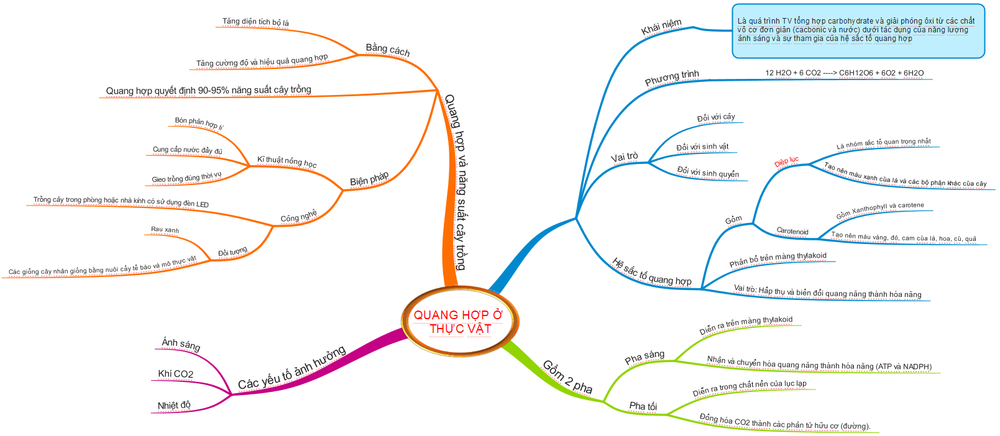 QUANG HỢP Ở
THỰC VẬT
Khái niệm
Là quá trình TV tổng hợp carbohydrate và giải phóng ôxi từ các chất
vô cơ đơn giản (cacbonic và nước) dưới tác dụng của năng lượng
ánh sáng và sự tham gia của hệ sắc tố quang hợp
Phương trình
12 H2O + 6 CO2 ----> C6H12O6 + 6O2 + 6H2O
Vai trò
Đối với cây
Đối với sinh vật
Đối với sinh quyển
Hệ sắc tố quang hợp
Gồm
Diệp lục
Là nhóm sắc tố quan trọng nhất
Tạo nên màu xanh của lá và các bộ phận khác của cây
Carotenoid
Gồm Xanthophyll và carotene
Tạo nên màu vàng, đỏ, cam của lá, hoa, củ, quả
Phân bố trên màng thylakoid
Vai trò: Hấp thụ và biến đổi quang năng thành hóa năng
Gồm 2 pha
Pha sáng
Diễn ra trên màng thylakoid
Nhận và chuyển hóa quang năng thành hóa năng (ATP và NADPH)
Pha tối
Diễn ra trong chất nền của lục lạp
Đồng hóa CO2 thành các phân tử hữu cơ (đường).
Các yếu tố ảnh hưởng
Ánh sáng
Khí CO2
Nhiệt độ
Quang hợp và năng suất cây trồng
Bằng cách
Tăng diện tích bộ lá
Tăng cường độ và hiệu quả quang hợp
Quang hợp quyết định 90-95% năng suất cây trồng
Biện pháp
Kĩ thuật nông học
Bón phân hợp lí
Cung cấp nước đầy đủ
Gieo trồng đúng thời vụ
Công nghệ
Trồng cây trong phòng hoặc nhà kính có sử dụng đèn LED
Đối tượng
Rau xanh
Các giống cây nhân giống bằng nuôi cấy tế bào và mô thực vật